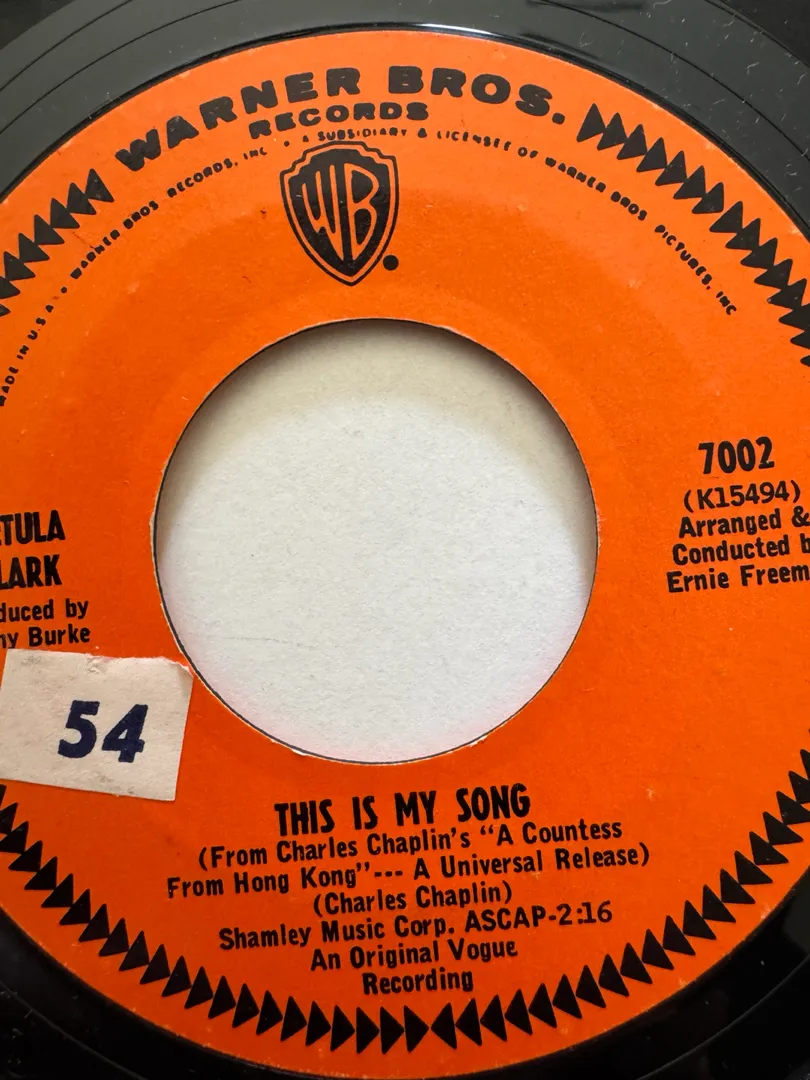 WARNER BROS.
RECORDS
MADE IN U.S.A. • WARNER BROS RECORDS, INC • A SUBSIDIARY & LICENSEE OF WARNER BROS PICTURES, INC
WB
7002
(K15494)
Arranged &
Conducted b
Ernie Freem
ETULA
LARK
duced by
ny Burke
54
THIS IS MY SONG
(From Charles Chaplin's "A Countess
From Hong Kong"--- A Universal Release)
(Charles Chaplin)
Shamley Music Corp. ASCAP-2:16
An Original Vogue
Recording